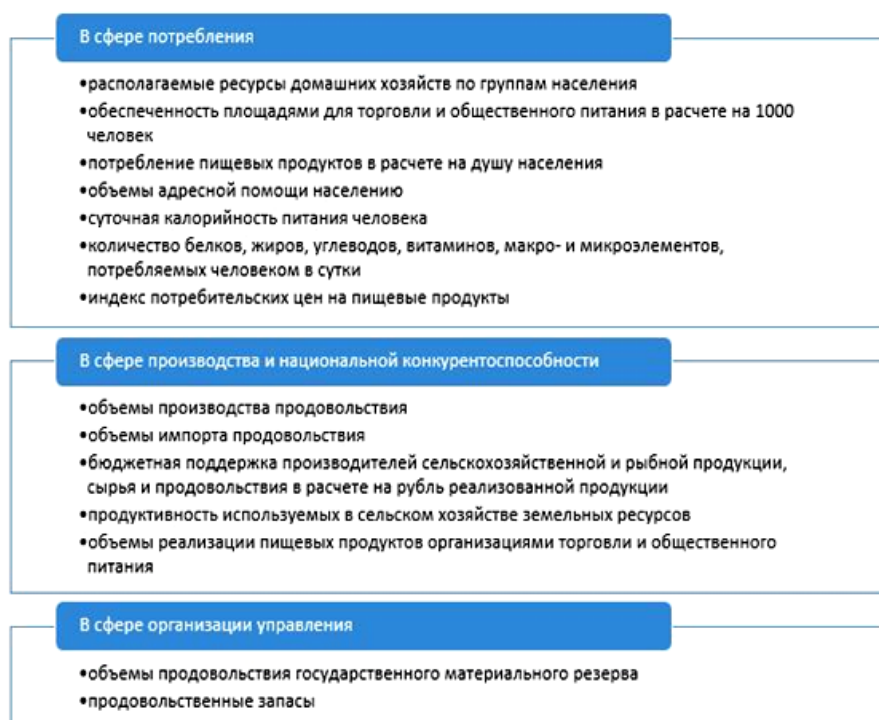 В сфере потребления
•располагаемые ресурсы домашних хозяйств по группам населения
•обеспеченность площадями для торговли и общественного питания в расчете на 1000
человек
•потребление пищевых продуктов в расчете на душу населения
•объемы адресной помощи населению
•суточная калорийность питания человека
•количество белков, жиров, углеводов, витаминов, макро- и микроэлементов,
потребляемых человеком в сутки
•индекс потребительских цен на пищевые продукты
В сфере производства и национальной конкурентоспособности
•объемы производства продовольствия
•объемы импорта продовольствия
•бюджетная поддержка производителей сельскохозяйственной и рыбной продукции,
сырья и продовольствия в расчете на рубль реализованной продукции
•продуктивность используемых в сельском хозяйстве земельных ресурсов
•объемы реализации пищевых продуктов организациями торговли и общественного
питания
В сфере организации управления
•объемы продовольствия государственного материального резерва
•продовольственные запасы